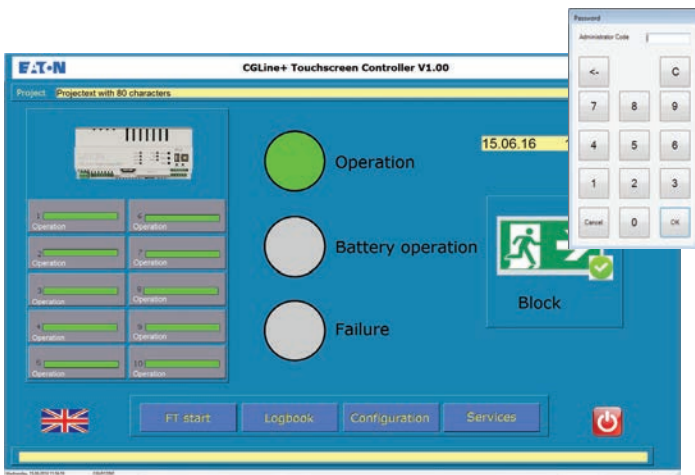 Password
Administrator Code
<- C
7 8 9
4 5 6
1 2 3
Cancel 0 OK
EATON
CGLine+ Touchscreen Controller V1.00
Project Projectext with 80 characters
15.06.16
Operation
Battery operation
Failure
1 Operation 6 Operation
2 Operation 7 Operation
3 Operation 8 Operation
4 Operation 9 Operation
Operation 10 Operation
Block
FT start Logbook Configuration Services